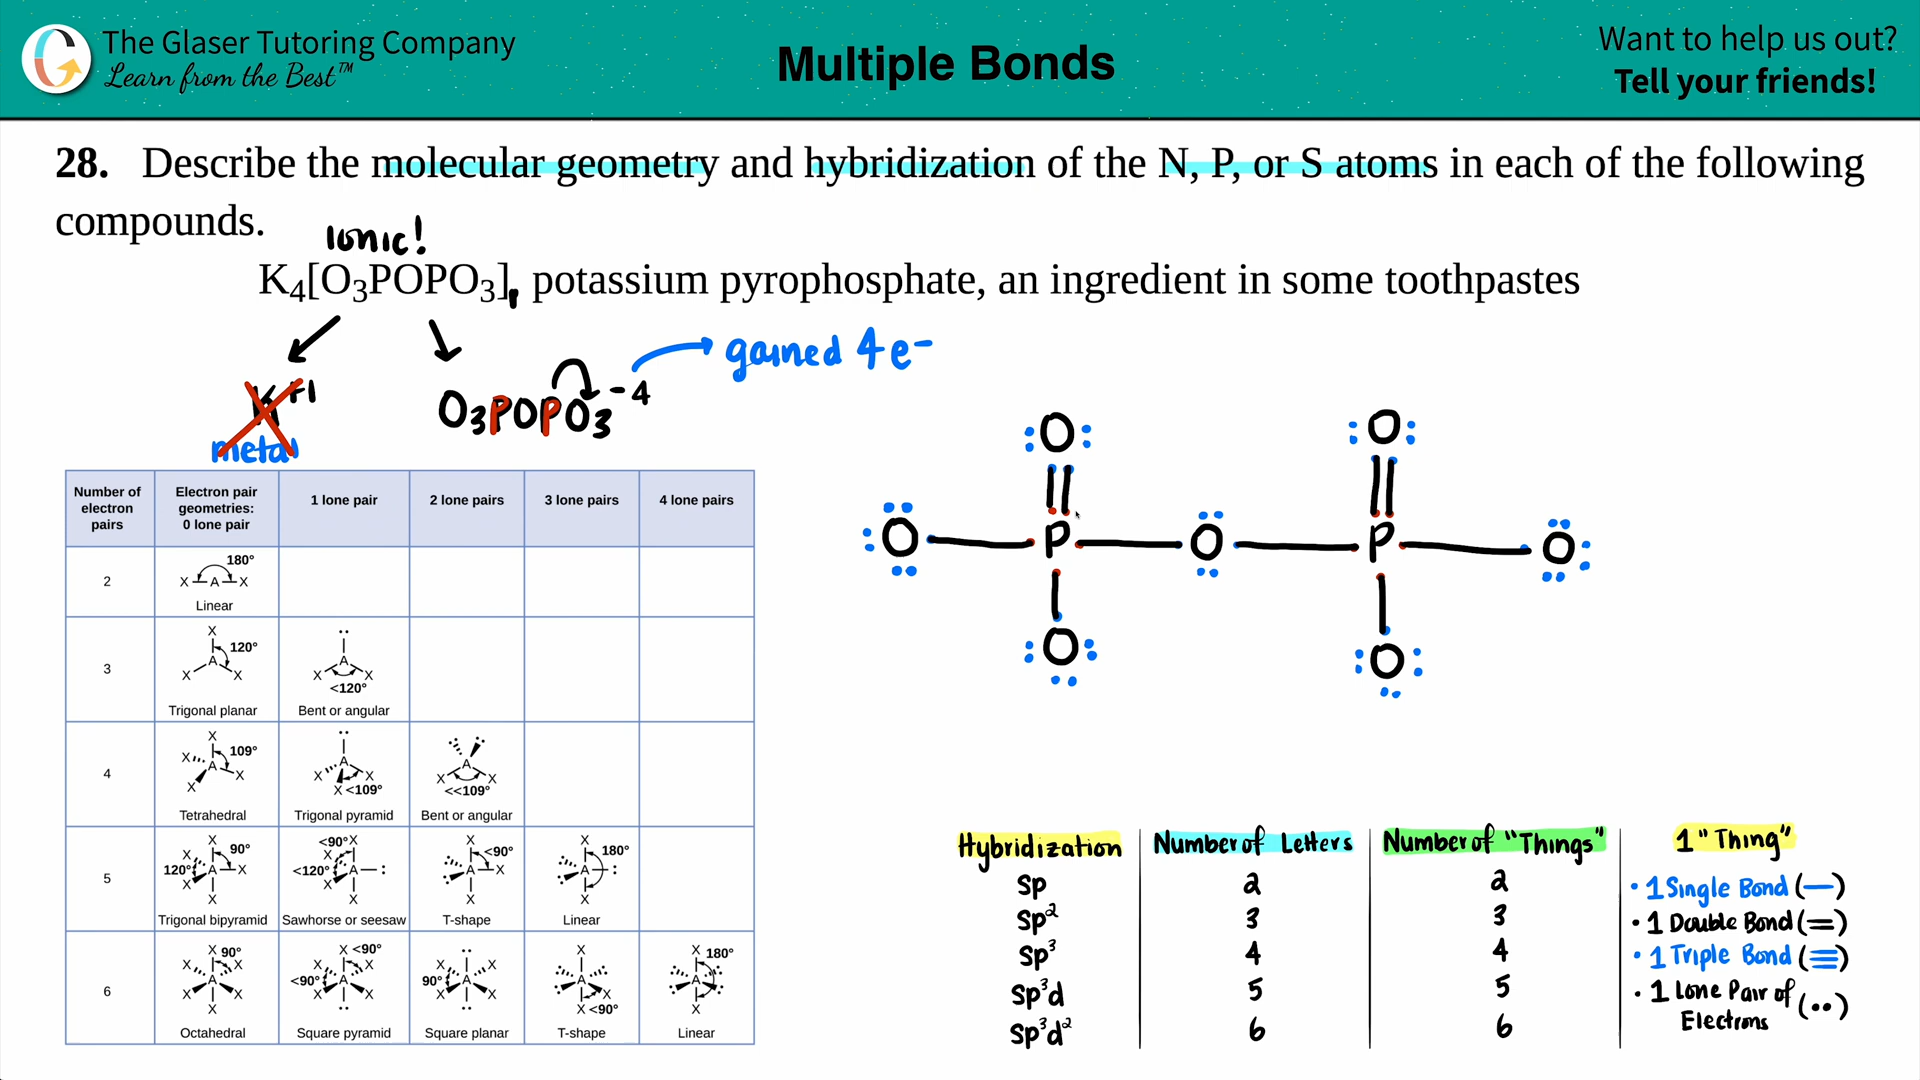 The Glaser Tutoring Company
Learn from the Best™
Multiple Bonds
Want to help us out?
Tell your friends!
28. Describe the molecular geometry and hybridization of the N, P, or S atoms in each of the following
compounds.
Ionic!
K₄[O₃POPO₃], potassium pyrophosphate, an ingredient in some toothpastes
gained 4e⁻
K⁺¹
O₃POPO₃⁻⁴
metal
O O
O P O P O
O O
Number of electron pairs | Electron pair geometries: 0 lone pair | 1 lone pair | 2 lone pairs | 3 lone pairs | 4 lone pairs
180°
2 X A X
Linear
X X
120°
3 A A
X X X X
<120°
Trigonal planar Bent or angular
X
109°
X A X X A X A
X X X X
<109° <<109°
4
Tetrahedral Trigonal pyramid Bent or angular
<90° X
X 90° X X <90° X 180°
5 120° X A X <120° X A : A X A :
X X X X X
Trigonal bipyramid Sawhorse or seesaw T-shape Linear
X 90° X <90° X X 180°
X X X X X X
6 A <90° A 90° A A A
X X X X X X X
X X <90° X
Octahedral Square pyramid Square planar T-shape Linear
Hybridization Number of Letters Number of "Things" 1 "Thing"
Sp 2 2 • 1 Single Bond (—)
Sp² 3 3 • 1 Double Bond (=)
Sp³ 4 4 • 1 Triple Bond (≡)
Sp³d 5 5 • 1 Lone Pair of
Electrons (••)
Sp³d² 6 6